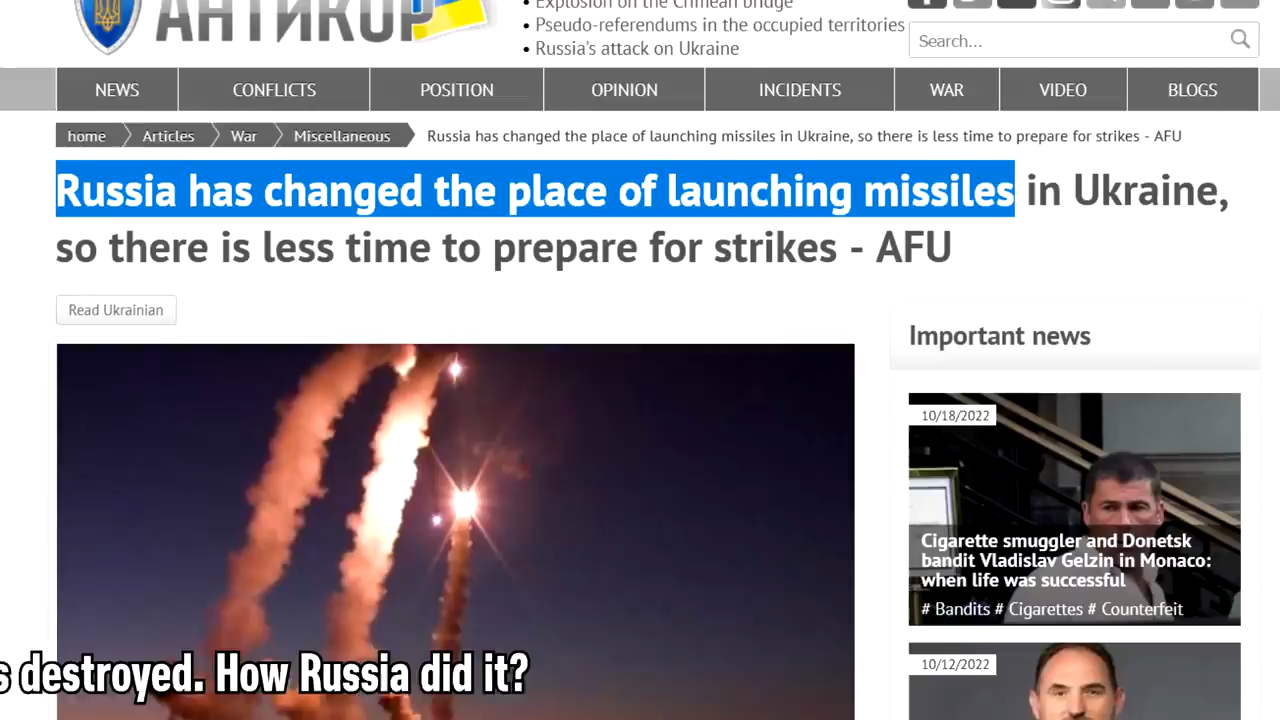 АНТИКОР
• Explosion on the Crimean bridge
• Pseudo-referendums in the occupied territories
• Russia's attack on Ukraine
Search...
NEWS
CONFLICTS
POSITION
OPINION
INCIDENTS
WAR
VIDEO
BLOGS
home
Articles
War
Miscellaneous
Russia has changed the place of launching missiles in Ukraine, so there is less time to prepare for strikes - AFU
Russia has changed the place of launching missiles in Ukraine,
so there is less time to prepare for strikes - AFU
Read Ukrainian
Important news
10/18/2022
Cigarette smuggler and Donetsk
bandit Vladislav Gelzin in Monaco:
when life was successful
# Bandits # Cigarettes # Counterfeit
10/12/2022
s destroyed. How Russia did it?